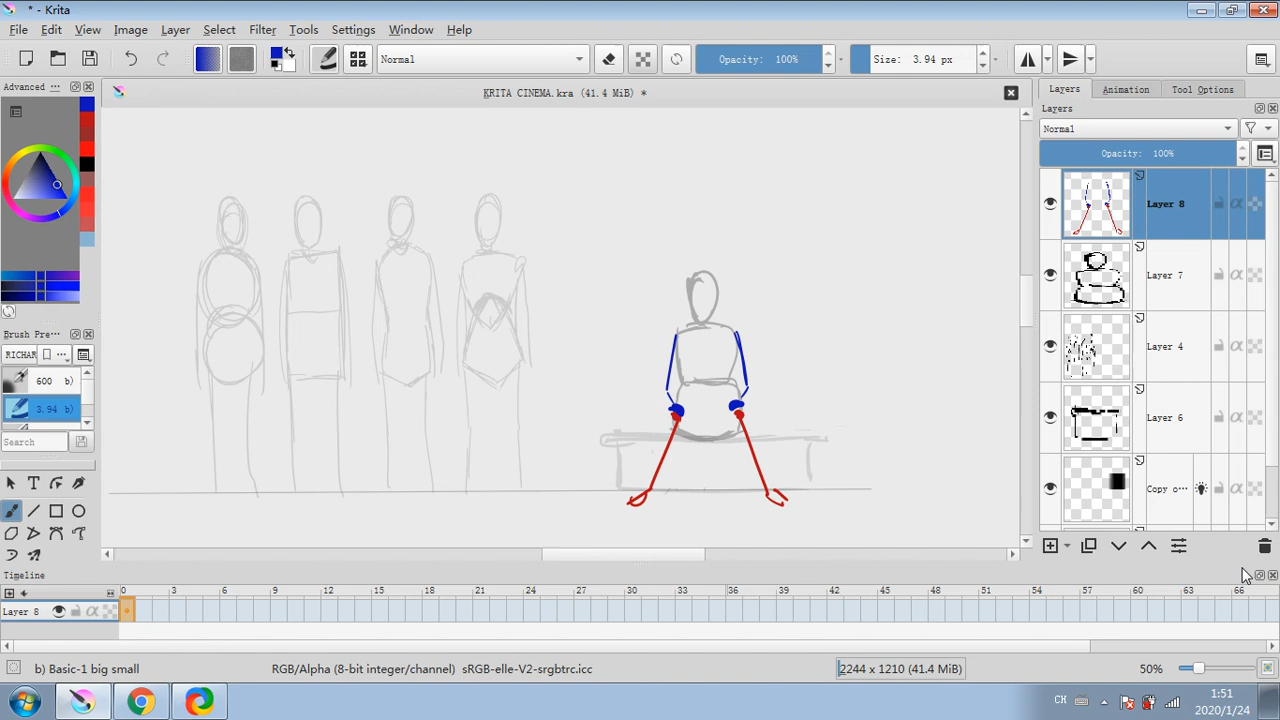 * - Krita
File Edit View Image Layer Select Filter Tools Settings Window Help
Normal
Opacity: 100%
Size: 3.94 px
Advanced ...
KRITA CINEMA.kra (41.4 MiB) *
Layers Animation Tool Options
Layers
Normal
Opacity: 100%
Layer 8
Layer 7
Layer 4
Layer 6
Copy o...
Brush Pre...
RICHAR ...
600 b)
3.94 b)
Search
T
Timeline
0 3 6 9 12 15 18 21 24 27 30 33 36 39 42 45 48 51 54 57 60 63 66
Layer 8
b) Basic-1 big small
RGB/Alpha (8-bit integer/channel) sRGB-elle-V2-srgbtrc.icc
2244 x 1210 (41.4 MiB)
50%
CH
1:51
2020/1/24